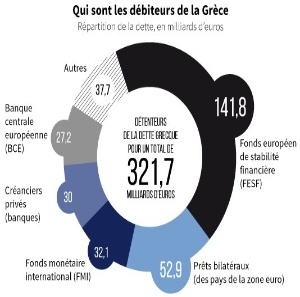 Qui sont les débiteurs de la Grèce
Répartition de la dette, en milliards d'euros
Autres
37,7
141,8
Fonds européen
de stabilité
financière
(FESF)
Banque
centrale
européenne
(BCE)
27,2
DÉTENTEURS
DE LA DETTE GRECQUE
POUR UN TOTAL DE
321,7
MILLIARDS D'EUROS
Créanciers
privés
(banques)
30
Fonds monétaire
international (FMI)
32,1
52,9
Prêts bilatéraux
(des pays de la zone euro)